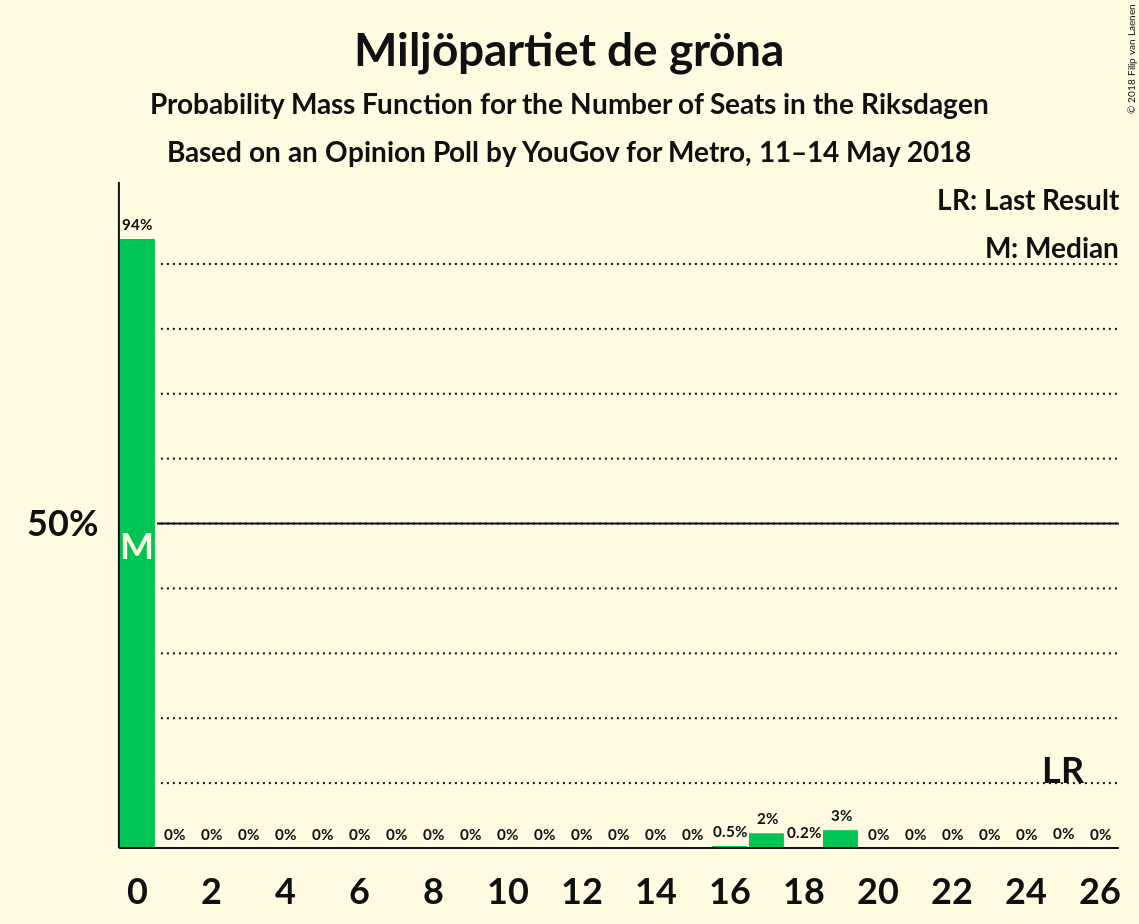 Miljöpartiet de gröna
Probability Mass Function for the Number of Seats in the Riksdagen
Based on an Opinion Poll by YouGov for Metro, 11–14 May 2018
© 2018 Filip van Laenen
LR: Last Result
M: Median
94%
50%
M
LR
0% 0% 0% 0% 0% 0% 0% 0% 0% 0% 0% 0% 0% 0% 0% 0.5% 2% 0.2% 3% 0% 0% 0% 0% 0% 0% 0%
0 2 4 6 8 10 12 14 16 18 20 22 24 26